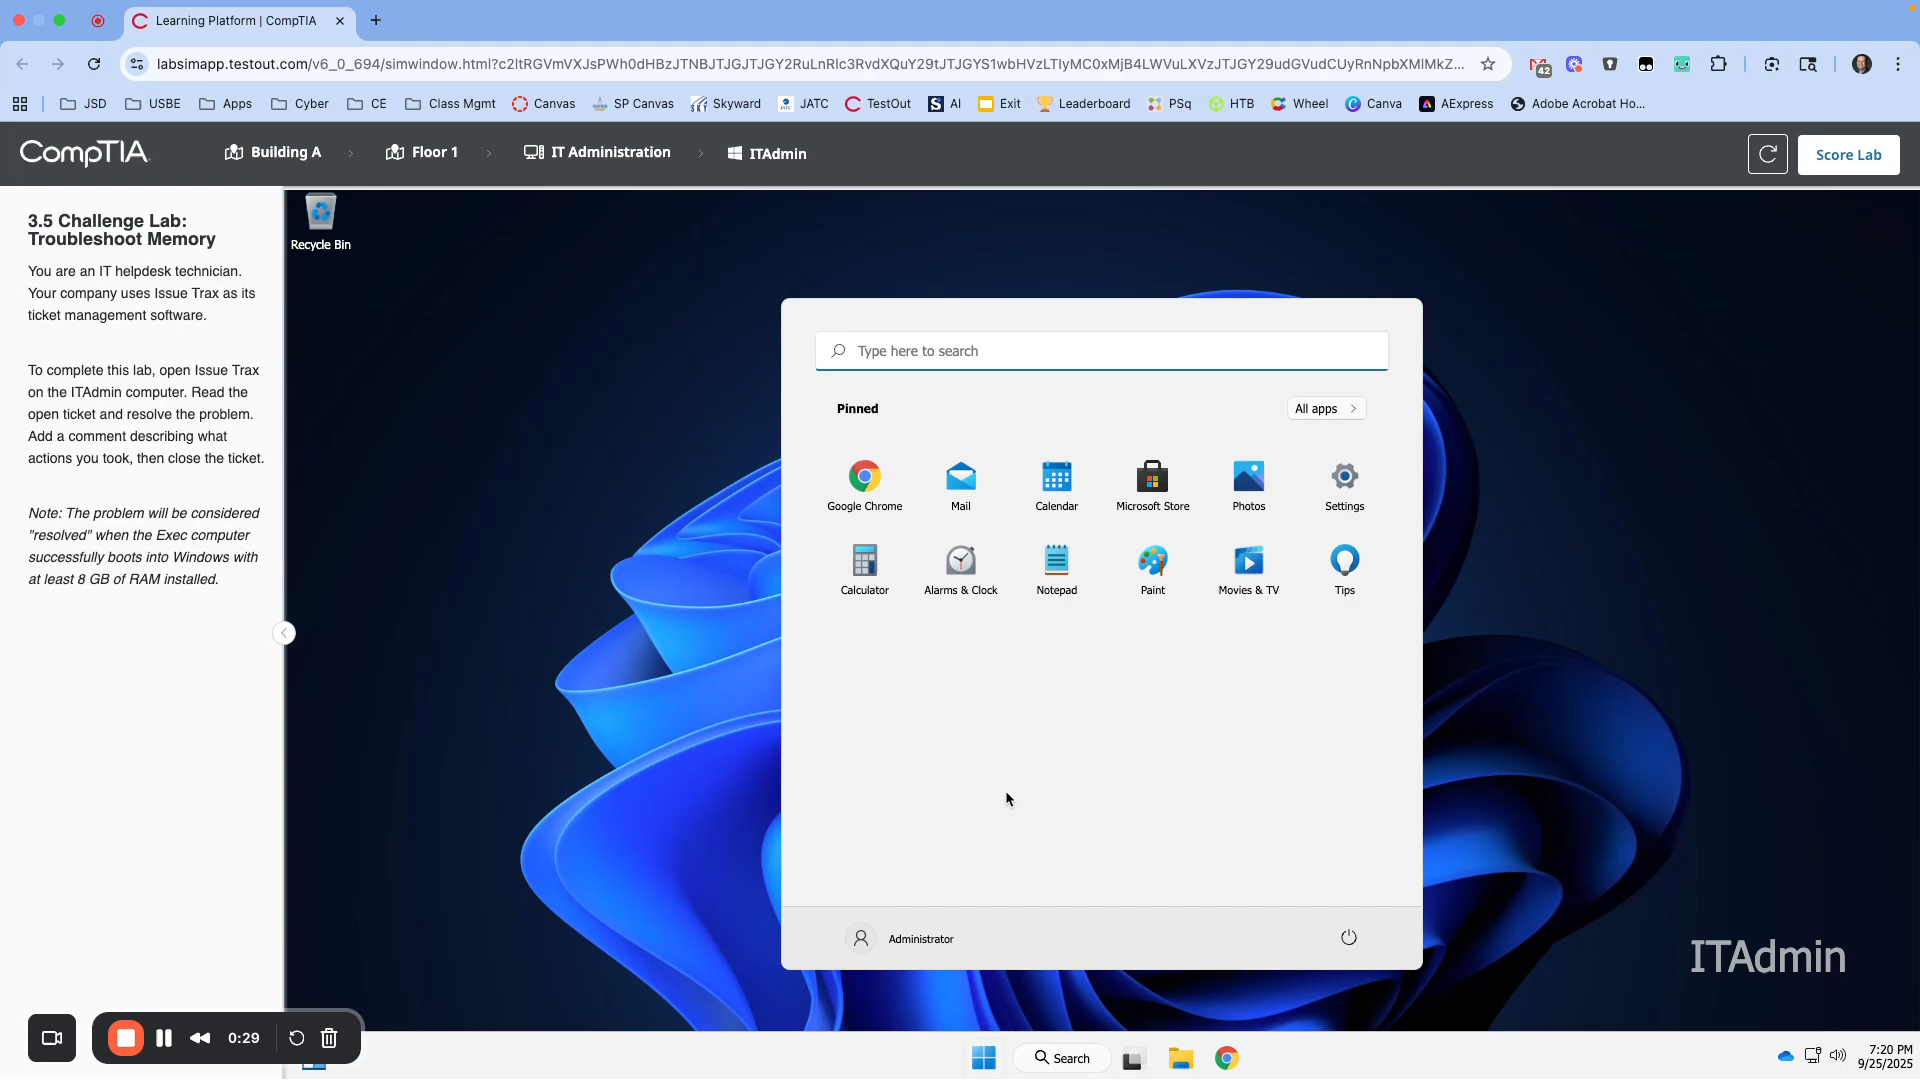 Learning Platform | CompTIA
labsimapp.testout.com/v6_0_694/simwindow.html?c2ltRGVmVXJsPWh0dHBzJTNBJTJGJTJGY2RuLnRlc3RvdXQuY29tJTJGYS1wbHVzLTIyMC0xMjB4LWVuLXVzJTJGY29udGVudCUyRnNpbXMlMkZ...
42
JSD
USBE
Apps
Cyber
CE
Class Mgmt
Canvas
SP Canvas
Skyward
JATC
TestOut
AI
Exit
Leaderboard
PSq
HTB
Wheel
Canva
AExpress
Adobe Acrobat Ho...
CompTIA
Building A
Floor 1
IT Administration
ITAdmin
Score Lab
3.5 Challenge Lab:
Troubleshoot Memory
You are an IT helpdesk technician.
Your company uses Issue Trax as its
ticket management software.
To complete this lab, open Issue Trax
on the ITAdmin computer. Read the
open ticket and resolve the problem.
Add a comment describing what
actions you took, then close the ticket.
Note: The problem will be considered
"resolved" when the Exec computer
successfully boots into Windows with
at least 8 GB of RAM installed.
Recycle Bin
Type here to search
Pinned
All apps
Google Chrome
Mail
Calendar
Microsoft Store
Photos
Settings
Calculator
Alarms & Clock
Notepad
Paint
Movies & TV
Tips
Administrator
ITAdmin
0:29
Search
7:20 PM
9/25/2025